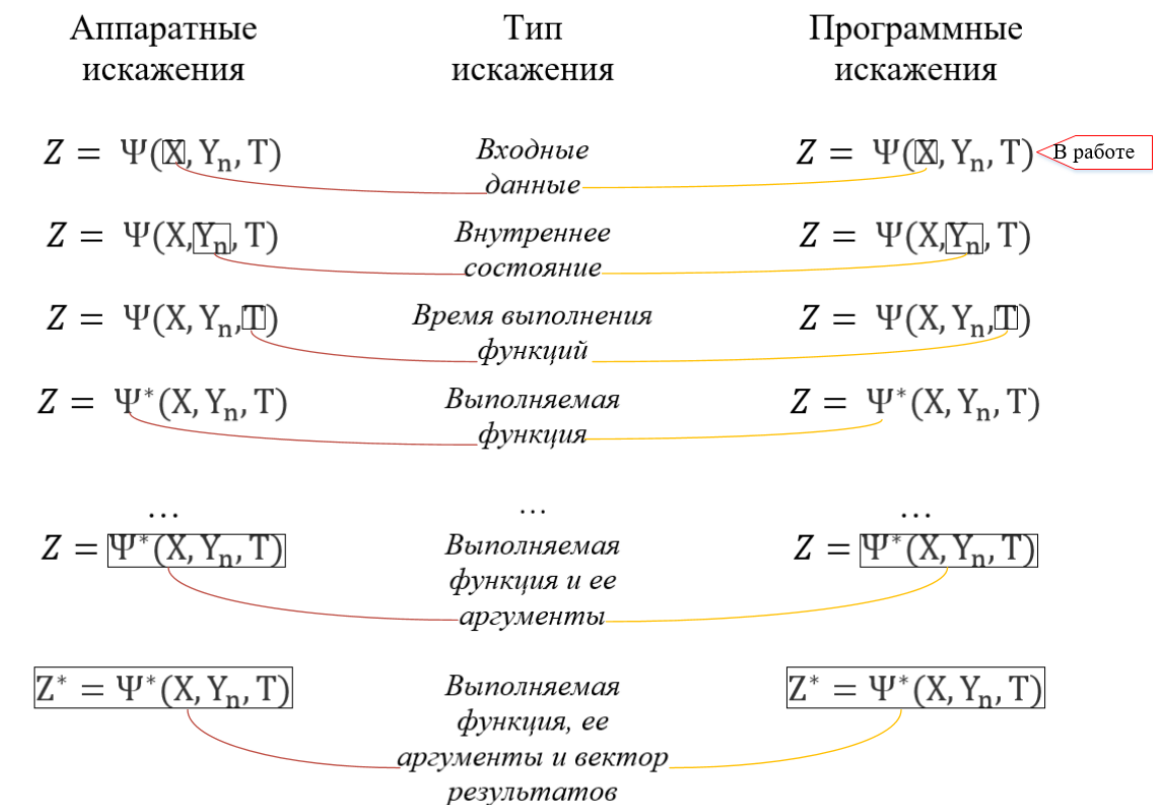 Аппаратные искажения
Тип искажения
Программные искажения
Z = Ψ(X, Yₙ, T)
Входные данные
Z = Ψ(X, Yₙ, T)
В работе
Z = Ψ(X, Yₙ, T)
Внутреннее состояние
Z = Ψ(X, Yₙ, T)
Z = Ψ(X, Yₙ, T)
Время выполнения функций
Z = Ψ(X, Yₙ, T)
Z = Ψ*(X, Yₙ, T)
Выполняемая функция
Z = Ψ*(X, Yₙ, T)
…
…
…
Z = Ψ*(X, Yₙ, T)
Выполняемая функция и ее аргументы
Z = Ψ*(X, Yₙ, T)
Z* = Ψ*(X, Yₙ, T)
Выполняемая функция, ее аргументы и вектор результатов
Z* = Ψ*(X, Yₙ, T)